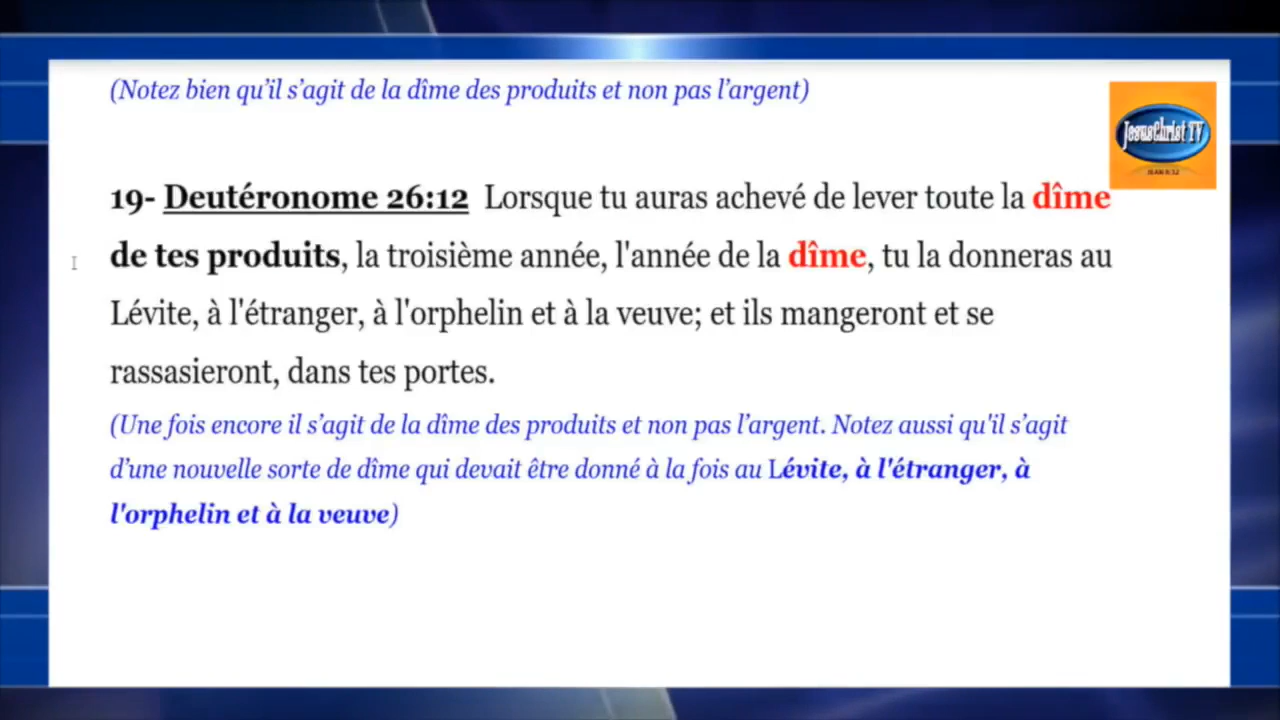 (Notez bien qu'il s'agit de la dîme des produits et non pas l'argent)
JesusChrist TV
JEAN 8:32
19- Deutéronome 26:12 Lorsque tu auras achevé de lever toute la dîme
de tes produits, la troisième année, l'année de la dîme, tu la donneras au
Lévite, à l'étranger, à l'orphelin et à la veuve; et ils mangeront et se
rassasieront, dans tes portes.
(Une fois encore il s'agit de la dîme des produits et non pas l'argent. Notez aussi qu'il s'agit
d'une nouvelle sorte de dîme qui devait être donné à la fois au Lévite, à l'étranger, à
l'orphelin et à la veuve)